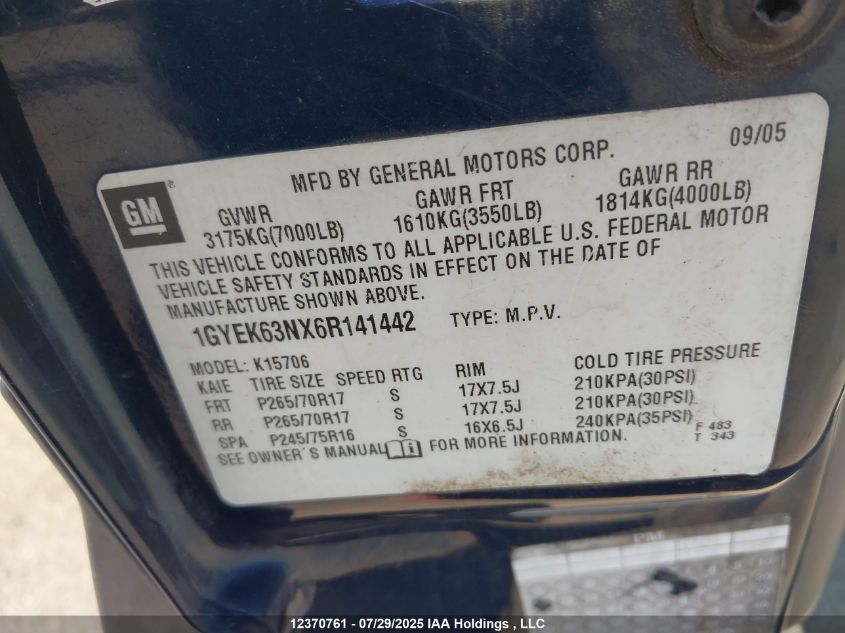 09/05
MFD BY GENERAL MOTORS CORP.
GM
GVWR GAWR FRT GAWR RR
3175KG(7000LB) 1610KG(3550LB) 1814KG(4000LB)
THIS VEHICLE CONFORMS TO ALL APPLICABLE U.S. FEDERAL MOTOR
VEHICLE SAFETY STANDARDS IN EFFECT ON THE DATE OF
MANUFACTURE SHOWN ABOVE.
1GYEK63NX6R141442 TYPE: M.P.V.
MODEL: K15706
KAIE TIRE SIZE SPEED RTG RIM COLD TIRE PRESSURE
FRT P265/70R17 S 17X7.5J 210KPA(30PSI)
RR P265/70R17 S 17X7.5J 210KPA(30PSI)
SPA P245/75R16 S 16X6.5J 240KPA(35PSI)
SEE OWNER'S MANUAL FOR MORE INFORMATION.
F 483
T 343
12370761 - 07/29/2025 IAA Holdings , LLC